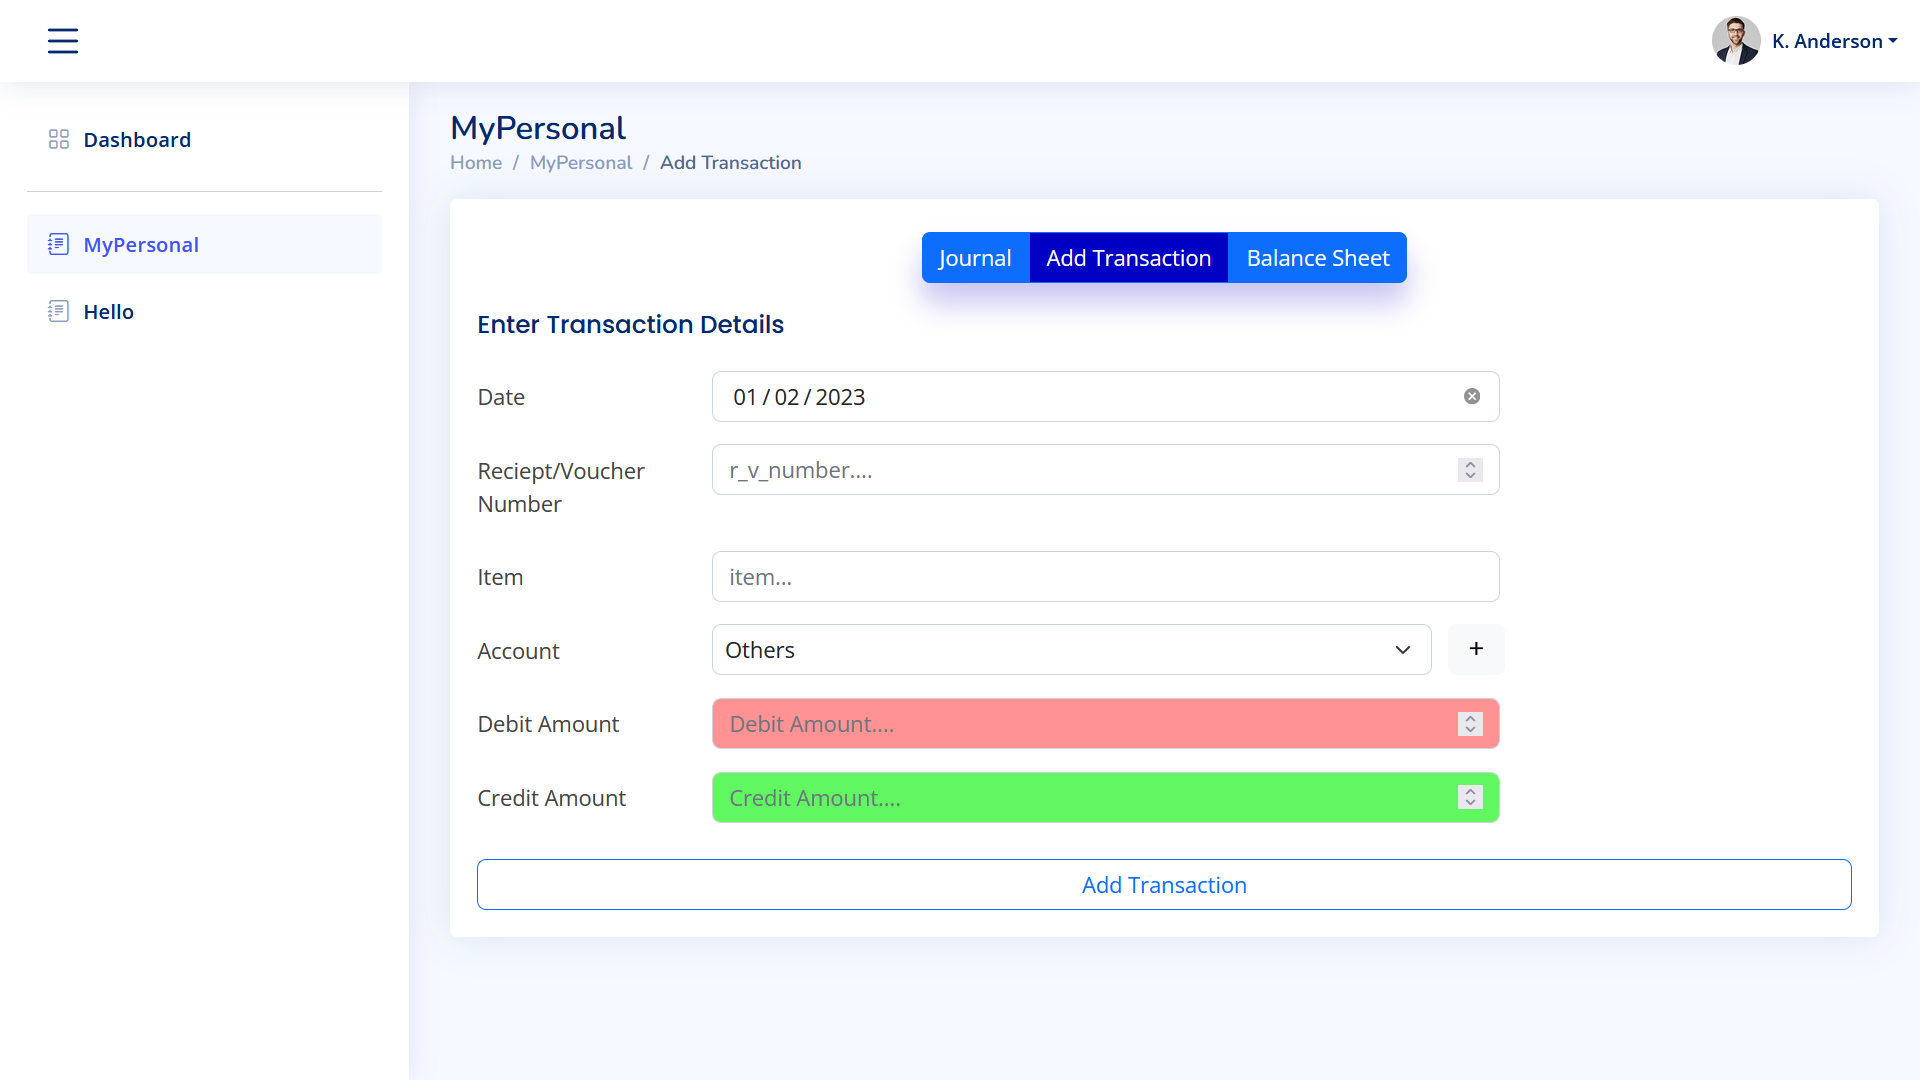 K. Anderson
Dashboard
MyPersonal
Hello
MyPersonal
Home / MyPersonal / Add Transaction
Journal Add Transaction Balance Sheet
Enter Transaction Details
Date 01 / 02 / 2023
Reciept/Voucher
Number
r_v_number....
Item item...
Account Others +
Debit Amount Debit Amount....
Credit Amount Credit Amount....
Add Transaction